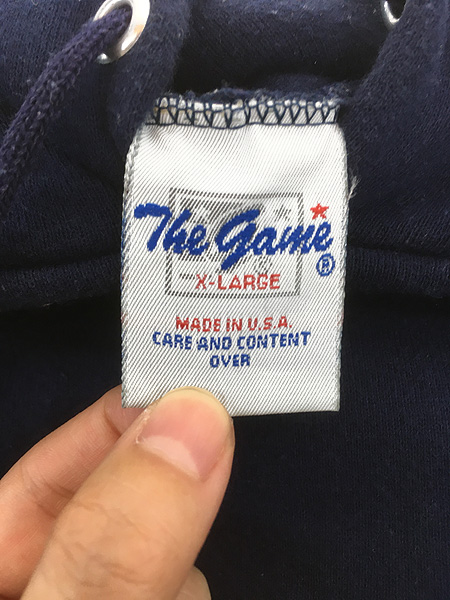 The Game
®
X-LARGE
MADE IN U.S.A.
CARE AND CONTENT
OVER